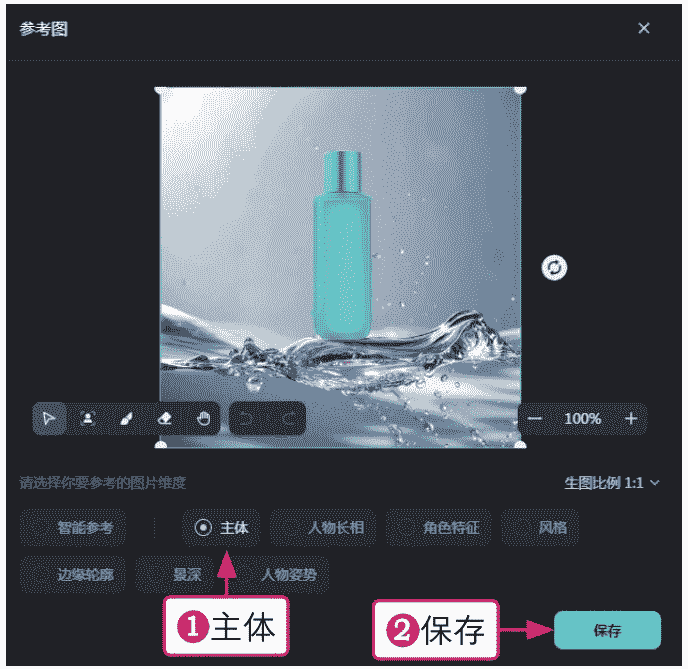 参考图
100%
请选择你要参考的图片维度
生图比例 1:1
智能参考
主体
人物长相
角色特征
风格
边缘轮廓
景深
人物姿势
❶主体
❷保存
保存